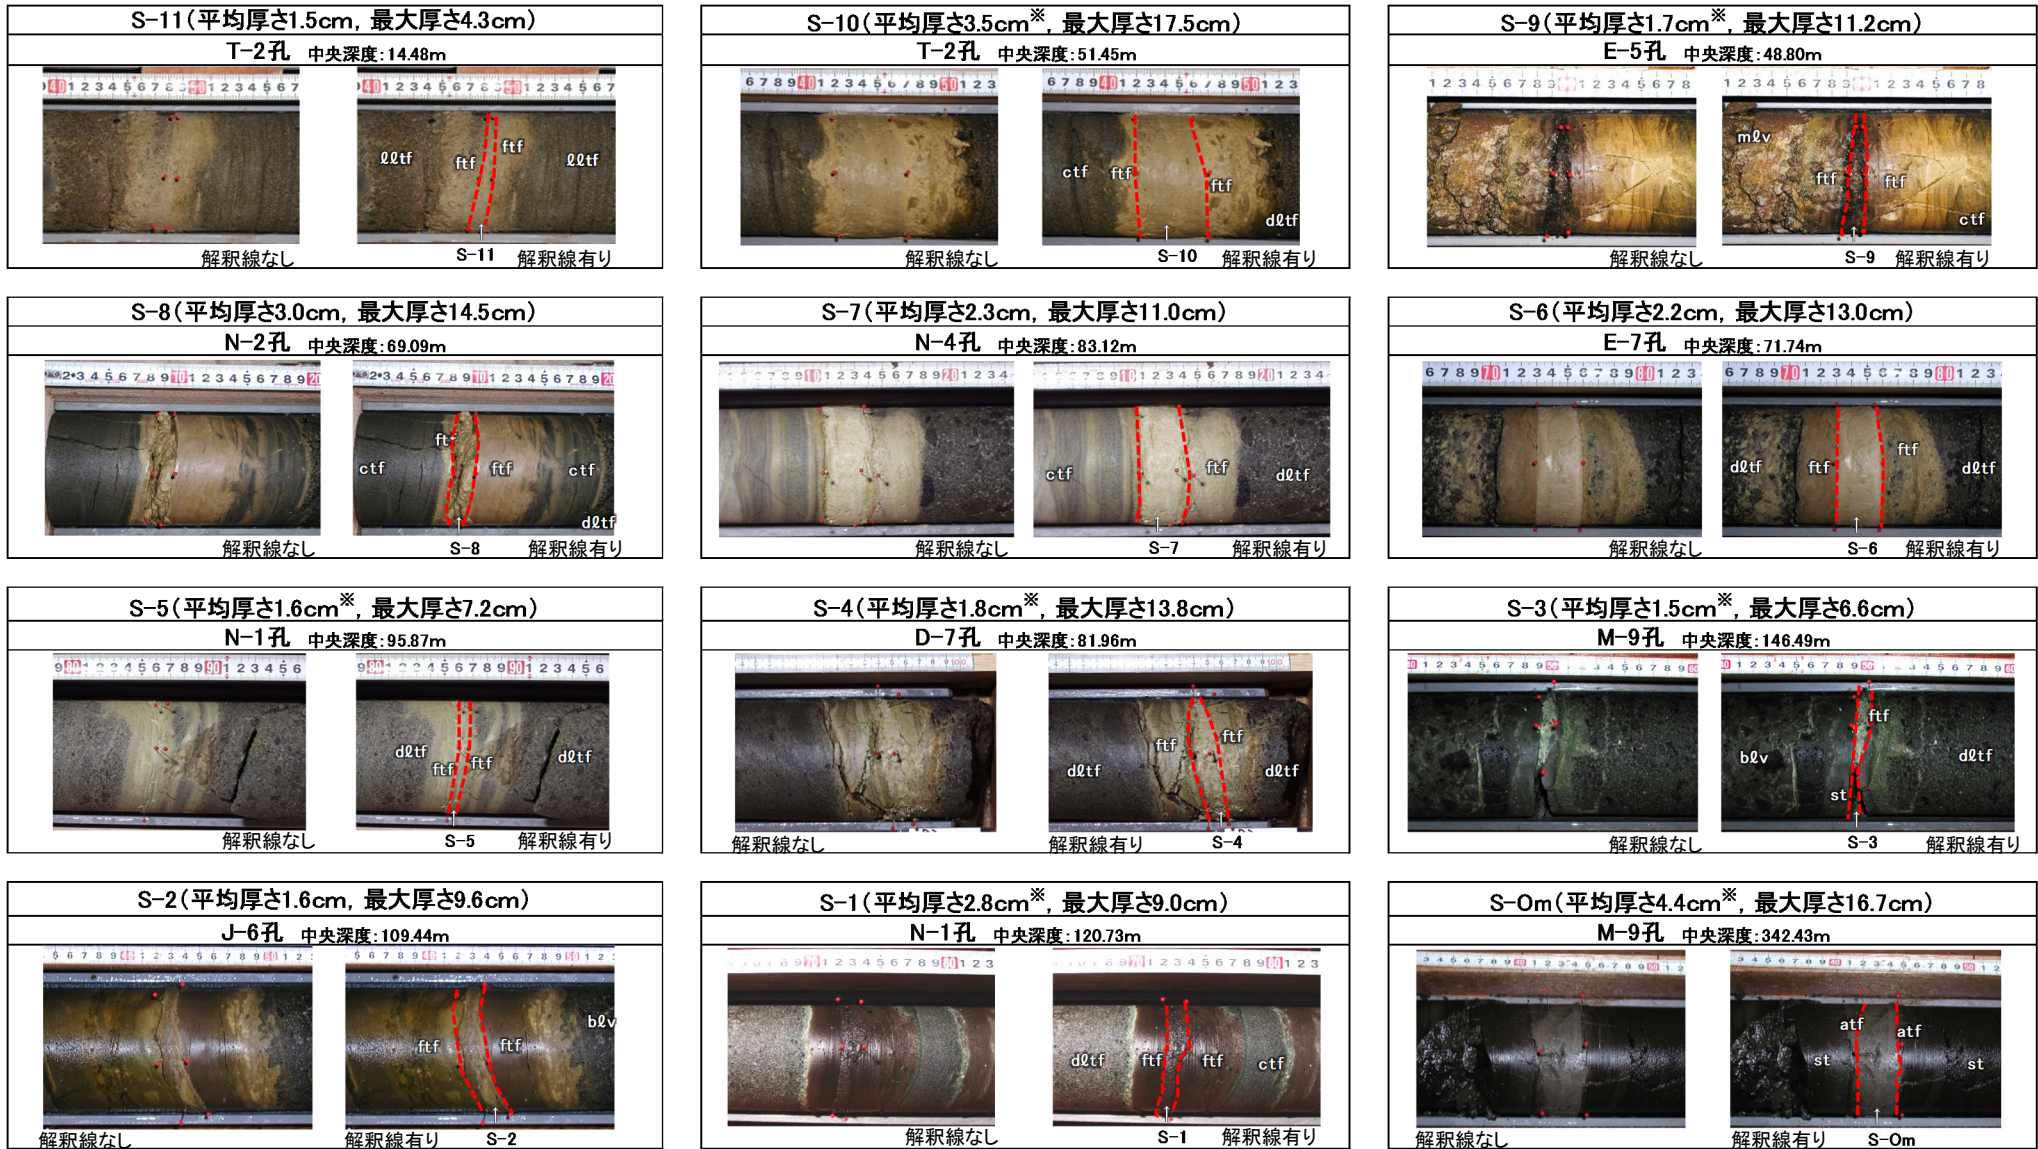 S-11(平均厚さ1.5cm, 最大厚さ4.3cm)
T-2孔 中央深度:14.48m
ℓℓtf ftf ftf ℓℓtf
解釈線なし S-11 解釈線有り
S-10(平均厚さ3.5cm※, 最大厚さ17.5cm)
T-2孔 中央深度:51.45m
ctf ftf ftf dℓtf
解釈線なし S-10 解釈線有り
S-9(平均厚さ1.7cm※, 最大厚さ11.2cm)
E-5孔 中央深度:48.80m
mℓv ftf ftf ctf
解釈線なし S-9 解釈線有り
S-8(平均厚さ3.0cm, 最大厚さ14.5cm)
N-2孔 中央深度:69.09m
ctf ftf ctf dℓtf
解釈線なし S-8 解釈線有り
S-7(平均厚さ2.3cm, 最大厚さ11.0cm)
N-4孔 中央深度:83.12m
ctf ftf dℓtf
解釈線なし S-7 解釈線有り
S-6(平均厚さ2.2cm, 最大厚さ13.0cm)
E-7孔 中央深度:71.74m
dℓtf ftf ftf dℓtf
解釈線なし S-6 解釈線有り
S-5(平均厚さ1.6cm※, 最大厚さ7.2cm)
N-1孔 中央深度:95.87m
dℓtf ftf ftf dℓtf
解釈線なし S-5 解釈線有り
S-4(平均厚さ1.8cm※, 最大厚さ13.8cm)
D-7孔 中央深度:81.96m
dℓtf ftf ftf dℓtf
解釈線なし 解釈線有り S-4
S-3(平均厚さ1.5cm※, 最大厚さ6.6cm)
M-9孔 中央深度:146.49m
bℓv st ftf dℓtf
解釈線なし S-3 解釈線有り
S-2(平均厚さ1.6cm, 最大厚さ9.6cm)
J-6孔 中央深度:109.44m
ftf ftf bℓv
解釈線なし 解釈線有り S-2
S-1(平均厚さ2.8cm※, 最大厚さ9.0cm)
N-1孔 中央深度:120.73m
dℓtf ftf ftf ctf
解釈線なし S-1 解釈線有り
S-Om(平均厚さ4.4cm※, 最大厚さ16.7cm)
M-9孔 中央深度:342.43m
st atf atf st
解釈線なし 解釈線有り S-Om